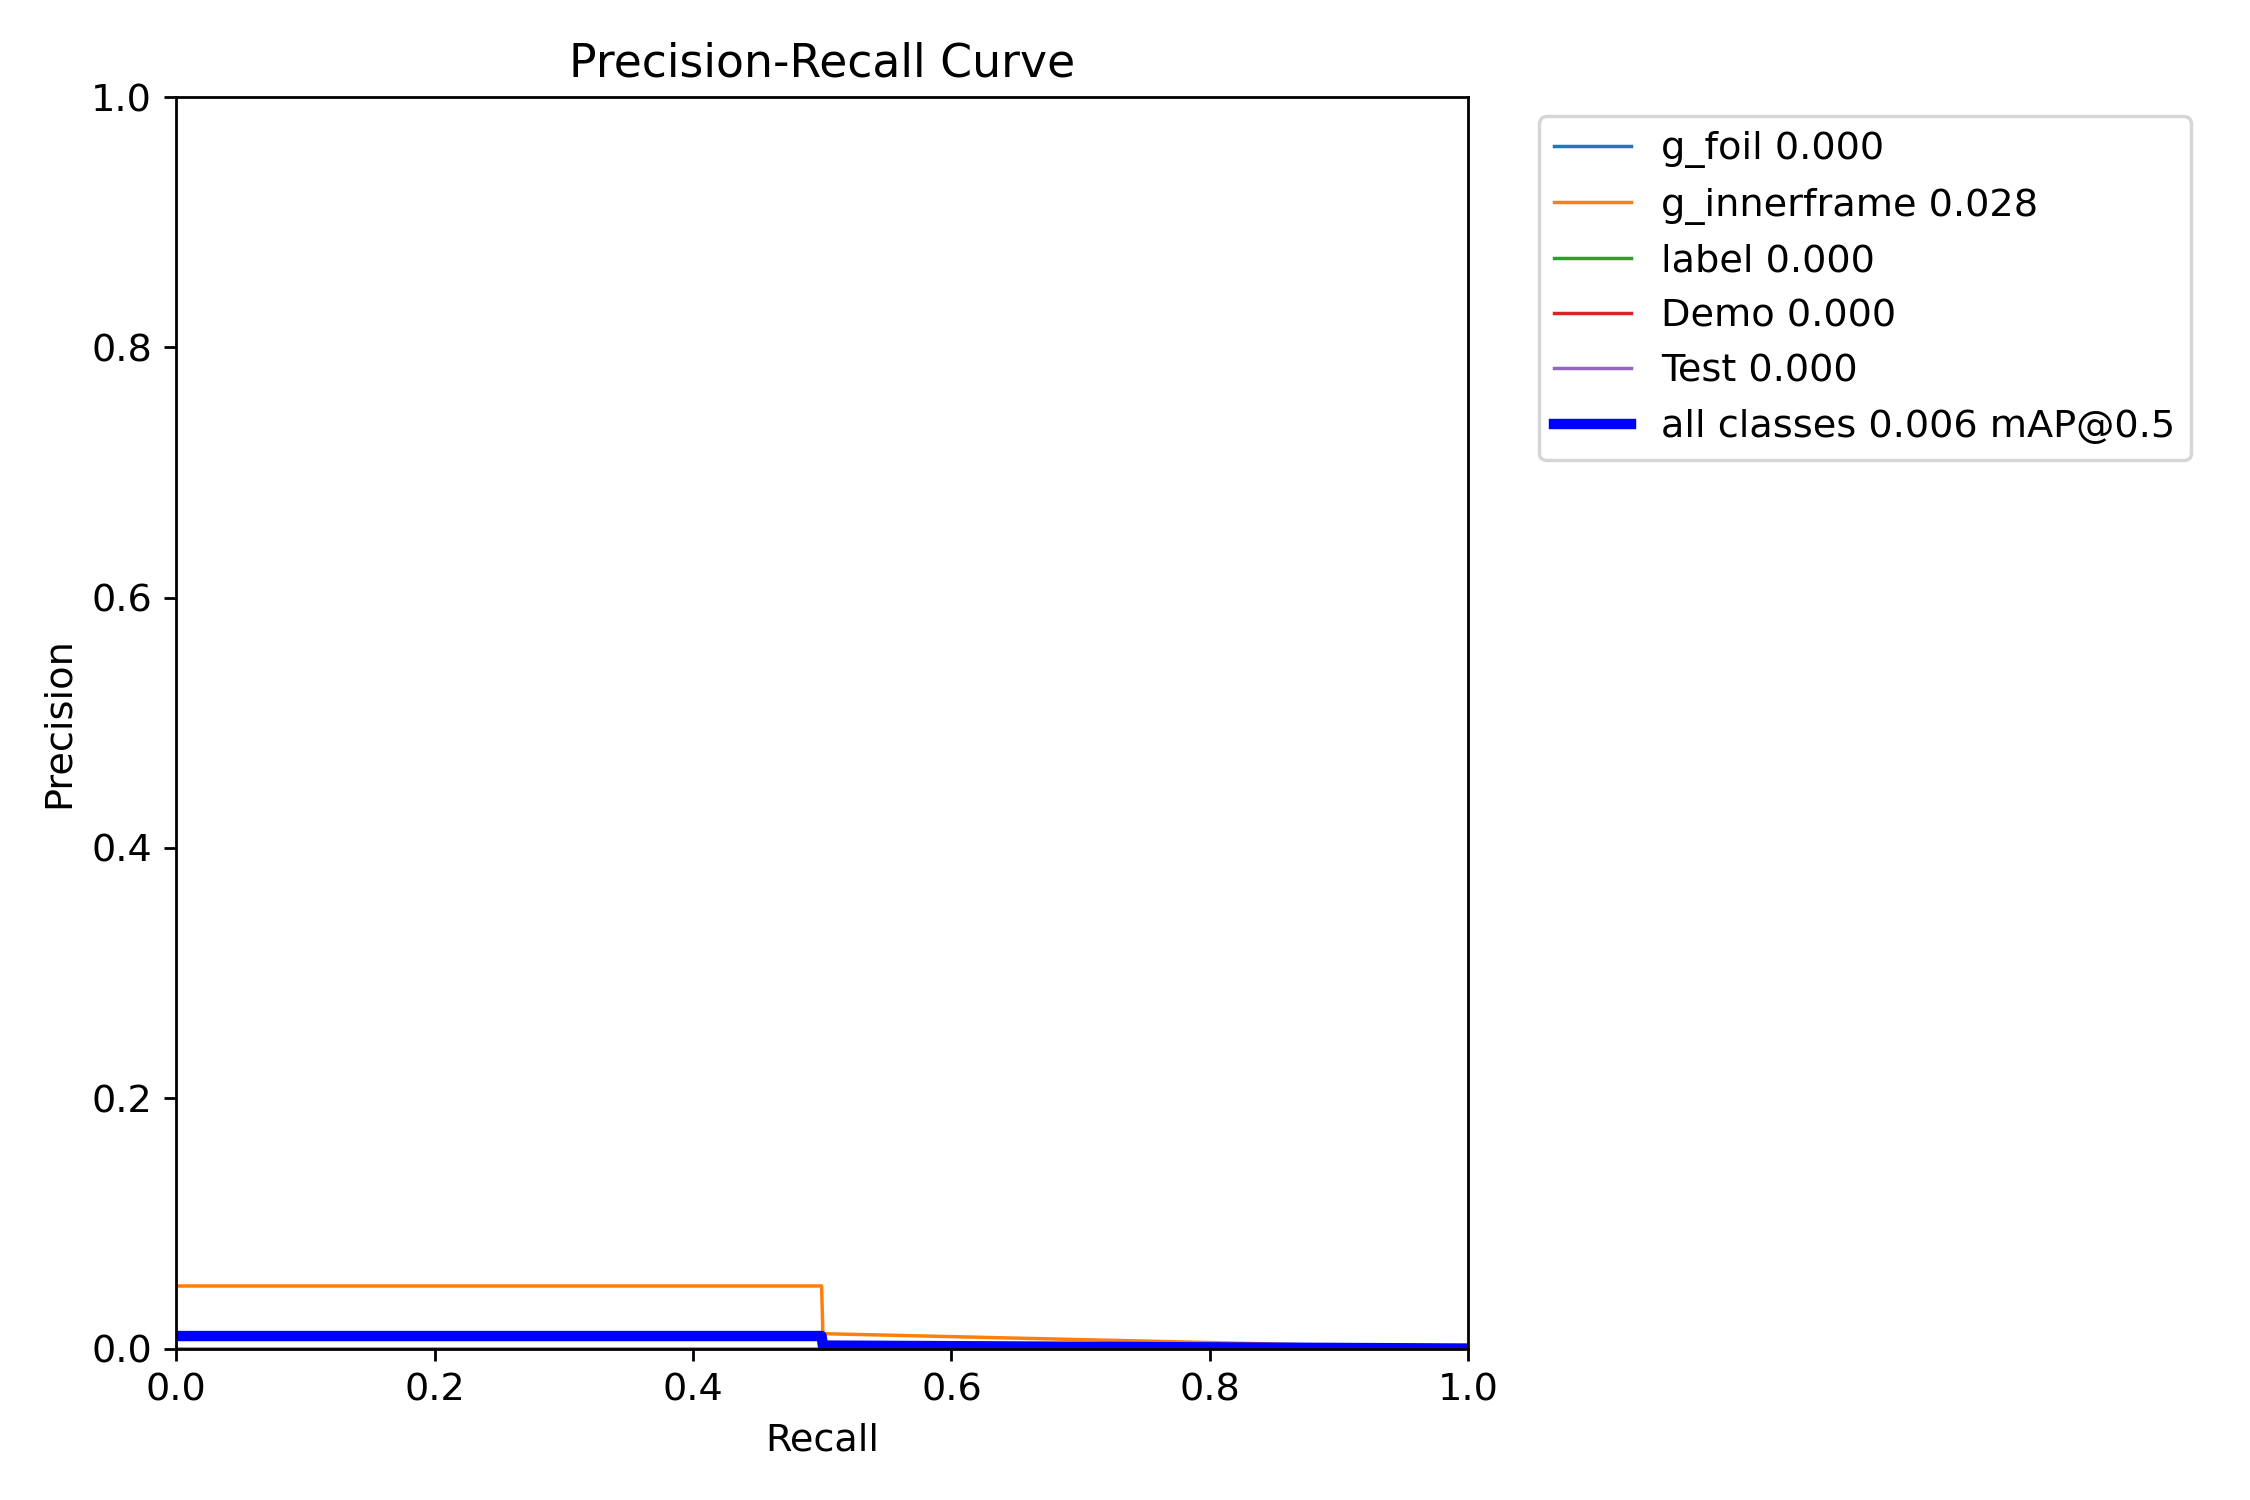 Precision-Recall Curve
1.0
0.8
0.6
0.4
0.2
0.0
Precision
0.0 0.2 0.4 0.6 0.8 1.0
Recall
g_foil 0.000
g_innerframe 0.028
label 0.000
Demo 0.000
Test 0.000
all classes 0.006 mAP@0.5